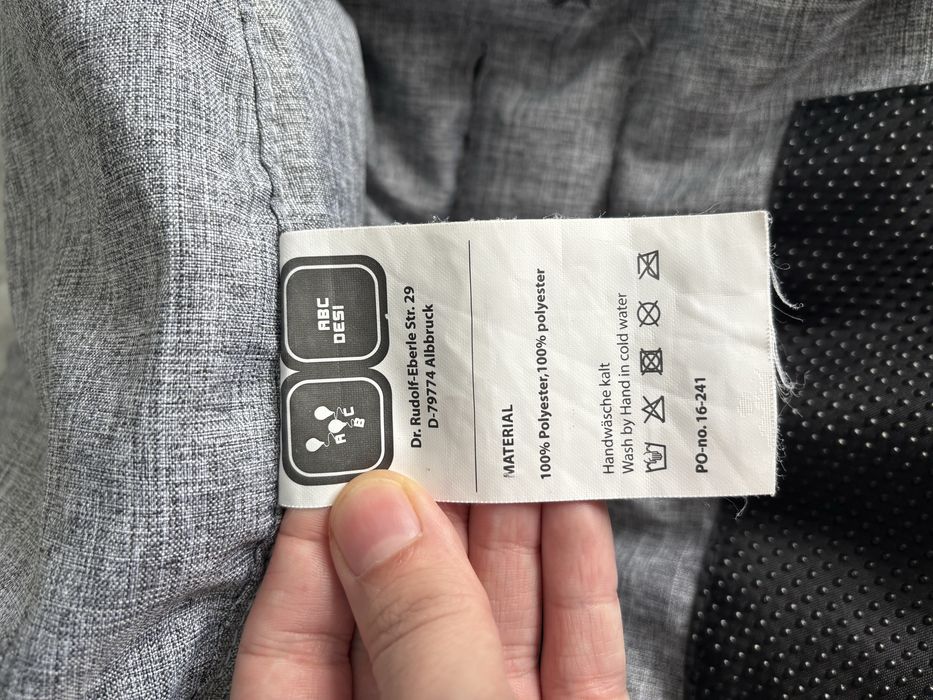 ABC
ABC
DESI
Dr. Rudolf-Eberle Str. 29
D-79774 Albbruck
MATERIAL
100% Polyester,100% polyester
Handwäsche kalt
Wash by Hand in cold water
PO-no. 16-241